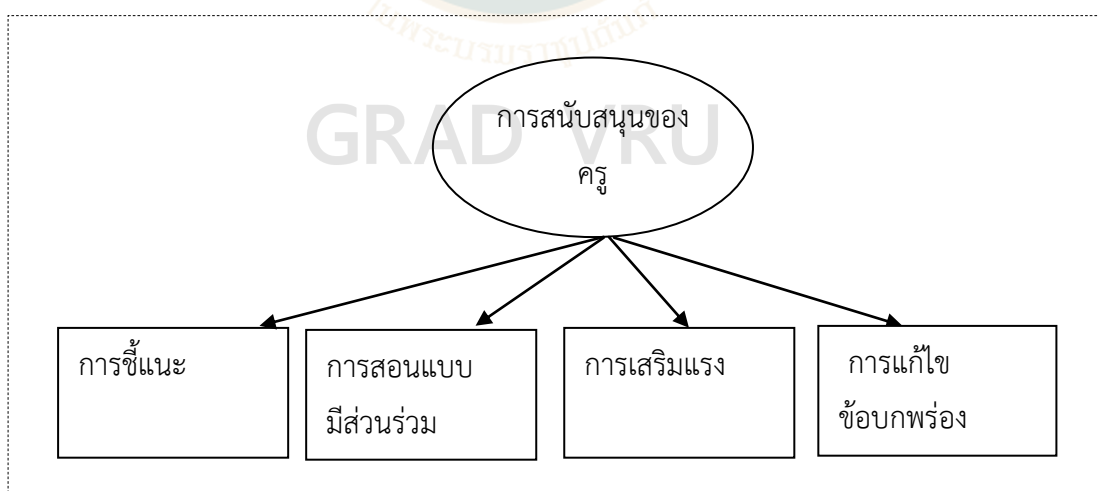 GRAD VRU
การสนับสนุนของ
ครู
การชี้แนะ
การสอนแบบ
มีส่วนร่วม
การเสริมแรง
การแก้ไข
ข้อบกพร่อง